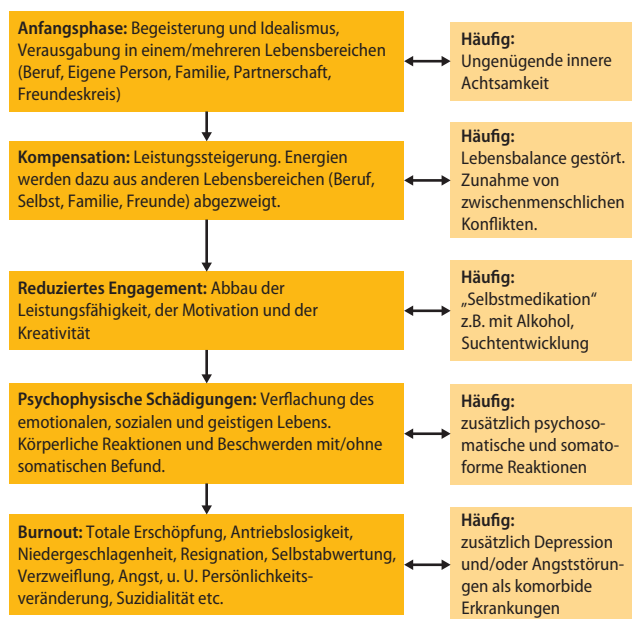 Anfangsphase: Begeisterung und Idealismus,
Verausgabung in einem/mehreren Lebensbereichen
(Beruf, Eigene Person, Familie, Partnerschaft,
Freundeskreis)
Häufig:
Ungenügende innere
Achtsamkeit
Kompensation: Leistungssteigerung. Energien
werden dazu aus anderen Lebensbereichen (Beruf,
Selbst, Familie, Freunde) abgezweigt.
Häufig:
Lebensbalance gestört.
Zunahme von
zwischenmenschlichen
Konflikten.
Reduziertes Engagement: Abbau der
Leistungsfähigkeit, der Motivation und der
Kreativität
Häufig:
„Selbstmedikation“
z.B. mit Alkohol,
Suchtentwicklung
Psychophysische Schädigungen: Verflachung des
emotionalen, sozialen und geistigen Lebens.
Körperliche Reaktionen und Beschwerden mit/ohne
somatischen Befund.
Häufig:
zusätzlich psychoso-
matische und somato-
forme Reaktionen
Burnout: Totale Erschöpfung, Antriebslosigkeit,
Niedergeschlagenheit, Resignation, Selbstabwertung,
Verzweiflung, Angst, u. U. Persönlichkeits-
veränderung, Suzidialität etc.
Häufig:
zusätzlich Depression
und/oder Angststörun-
gen als komorbide
Erkrankungen